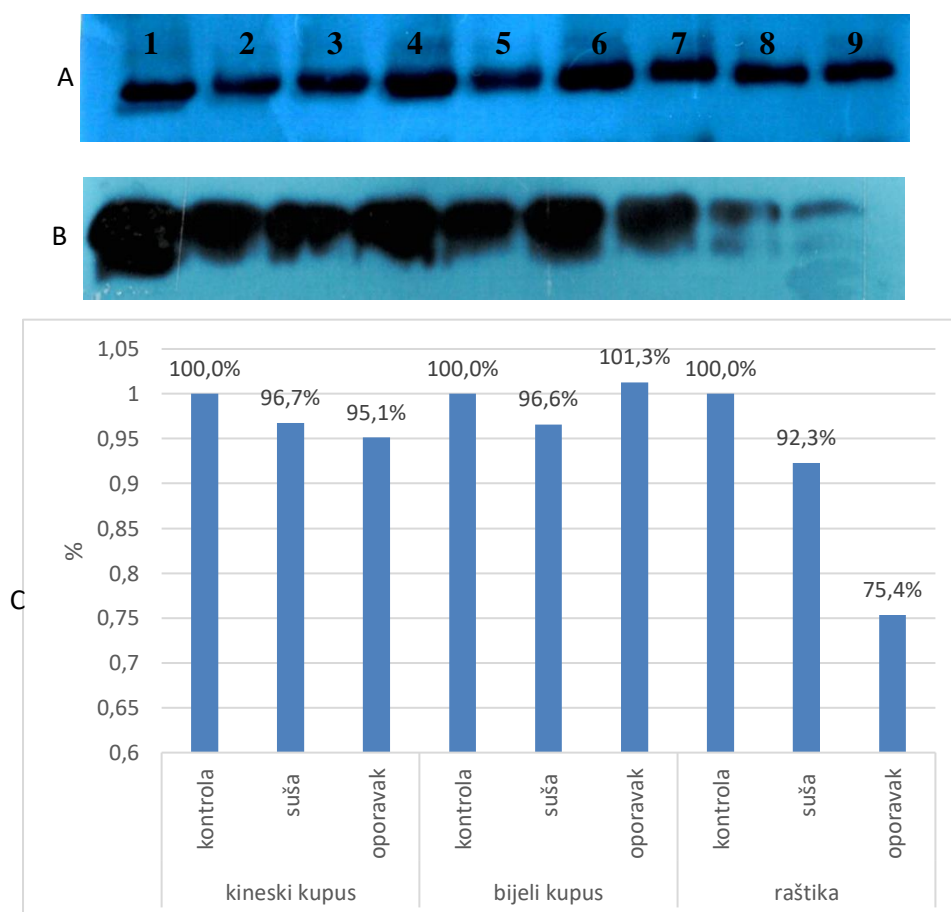 1 2 3 4 5 6 7 8 9
A
B
C
1,05
1
0,95
0,9
0,85
0,8
0,75
0,7
0,65
0,6
%
100,0% 96,7% 95,1% 100,0% 96,6% 101,3% 100,0% 92,3% 75,4%
kontrola suša oporavak kontrola suša oporavak kontrola suša oporavak
kineski kupus bijeli kupus raštika